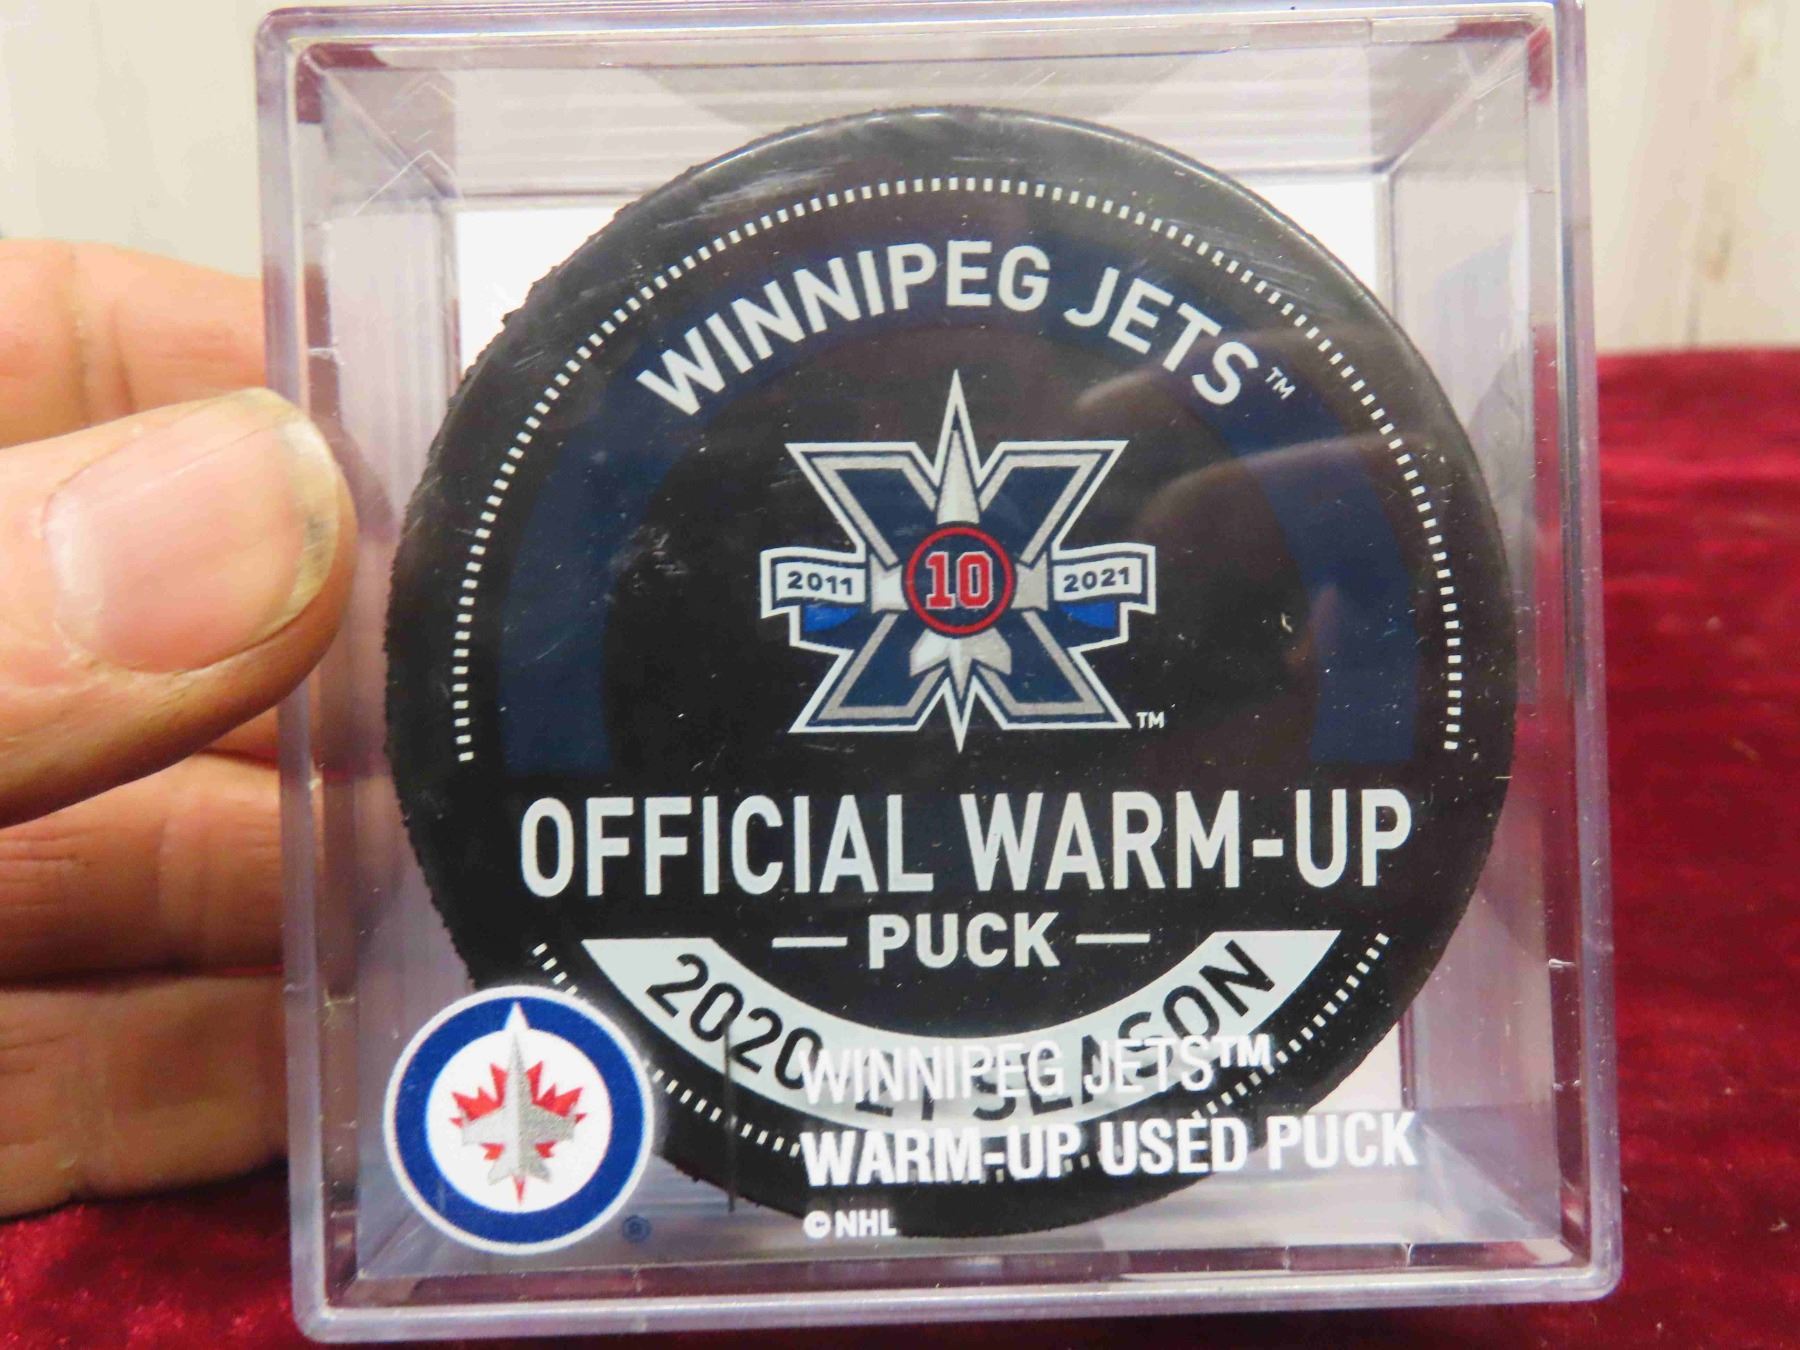 WINNIPEG JETS™
2011 10 2021
™
OFFICIAL WARM-UP
PUCK
2020-21 SEASON
WINNIPEG JETS™
WARM-UP USED PUCK
©NHL